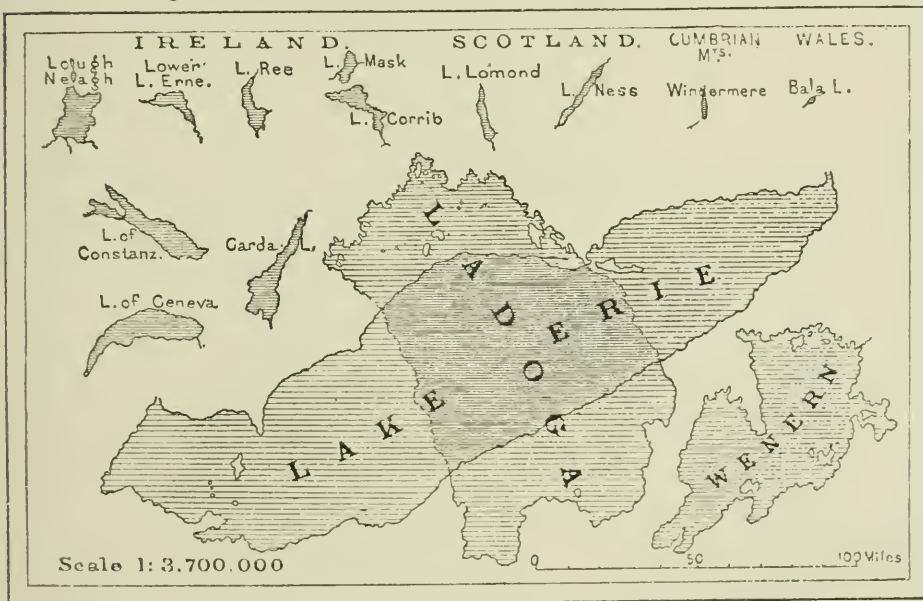 IRELAND. SCOTLAND. CUMBRIAN MTS. WALES.
Lough Neagh
Lower L. Erne.
L. Ree
L. Mask
L. Corrib
L. Lomond
L. Ness
Windermere
Bala L.
L. of Constanz.
Garda L.
L. of Geneva
LADOGA
LAKE ERIE
WENERN
Scale 1:3.700.000
0 50 100 Miles